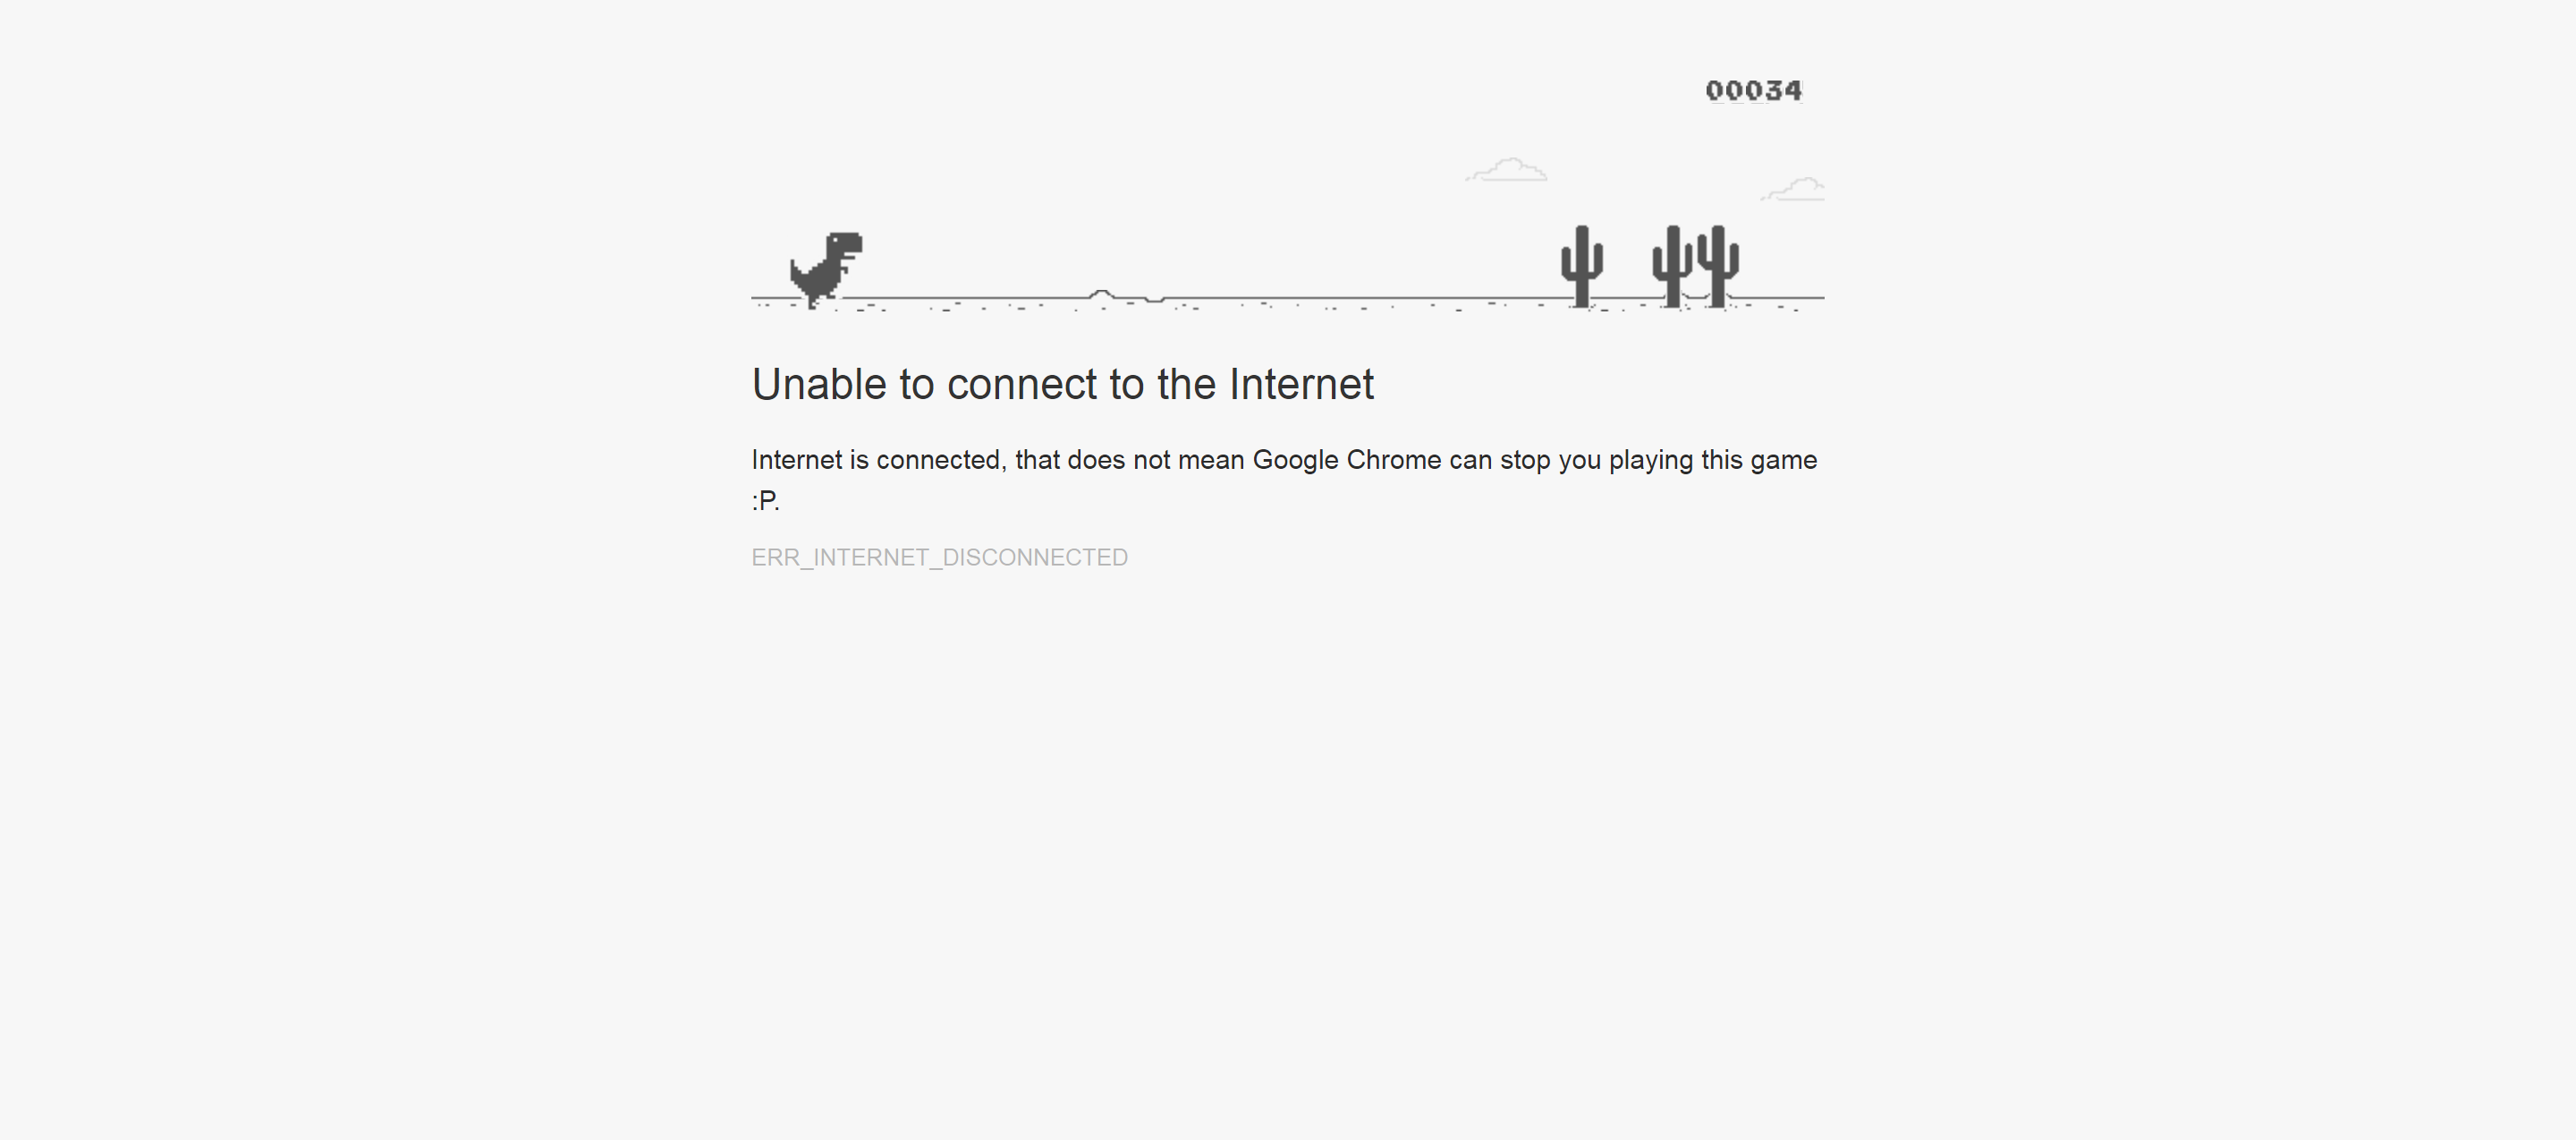 00034
Unable to connect to the Internet
Internet is connected, that does not mean Google Chrome can stop you playing this game
:P.
ERR_INTERNET_DISCONNECTED